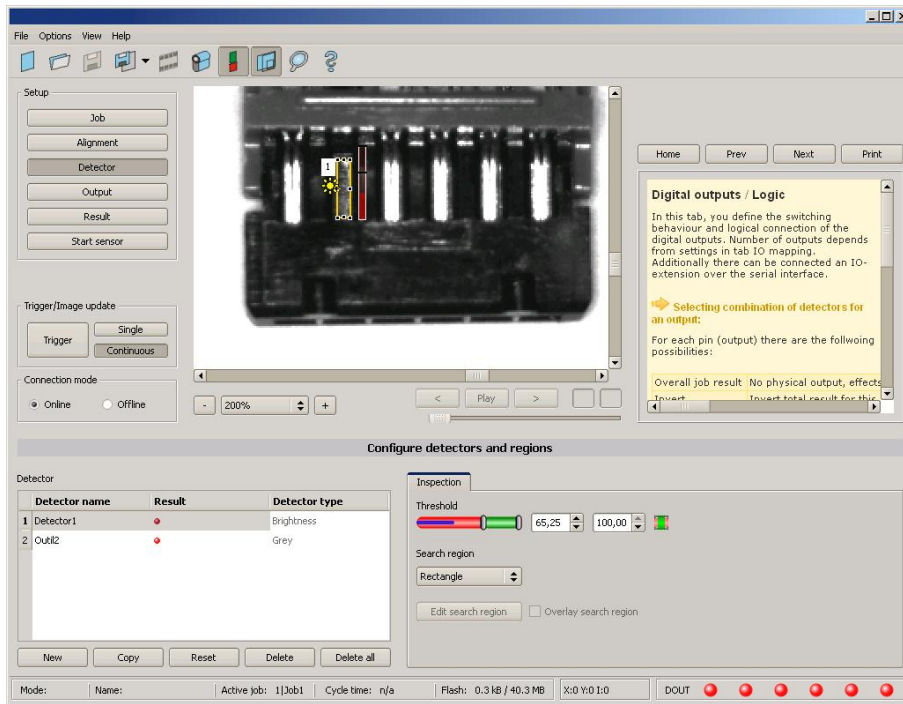 File Options View Help
Setup
Job
Alignment
Detector
Output
Result
Start sensor
Trigger/Image update
Trigger
Single
Continuous
Connection mode
Online Offline
1
- 200% +
< Play >
Home Prev Next Print
Digital outputs / Logic
In this tab, you define the switching
behaviour and logical connection of the
digital outputs. Number of outputs depends
from settings in tab IO mapping.
Additionally there can be connected an IO-
extension over the serial interface.
Selecting combination of detectors for
an output:
For each pin (output) there are the follwoing
possibilities:
Overall job result No physical output, effects
Invert Invert total result for this
Configure detectors and regions
Detector
Detector name Result Detector type
1 Detector1 Brightness
2 Outil2 Grey
New Copy Reset Delete Delete all
Inspection
Threshold
65,25 100,00
Search region
Rectangle
Edit search region Overlay search region
Mode: Name: Active job: 1|Job1 Cycle time: n/a Flash: 0.3 kB / 40.3 MB X:0 Y:0 I:0 DOUT